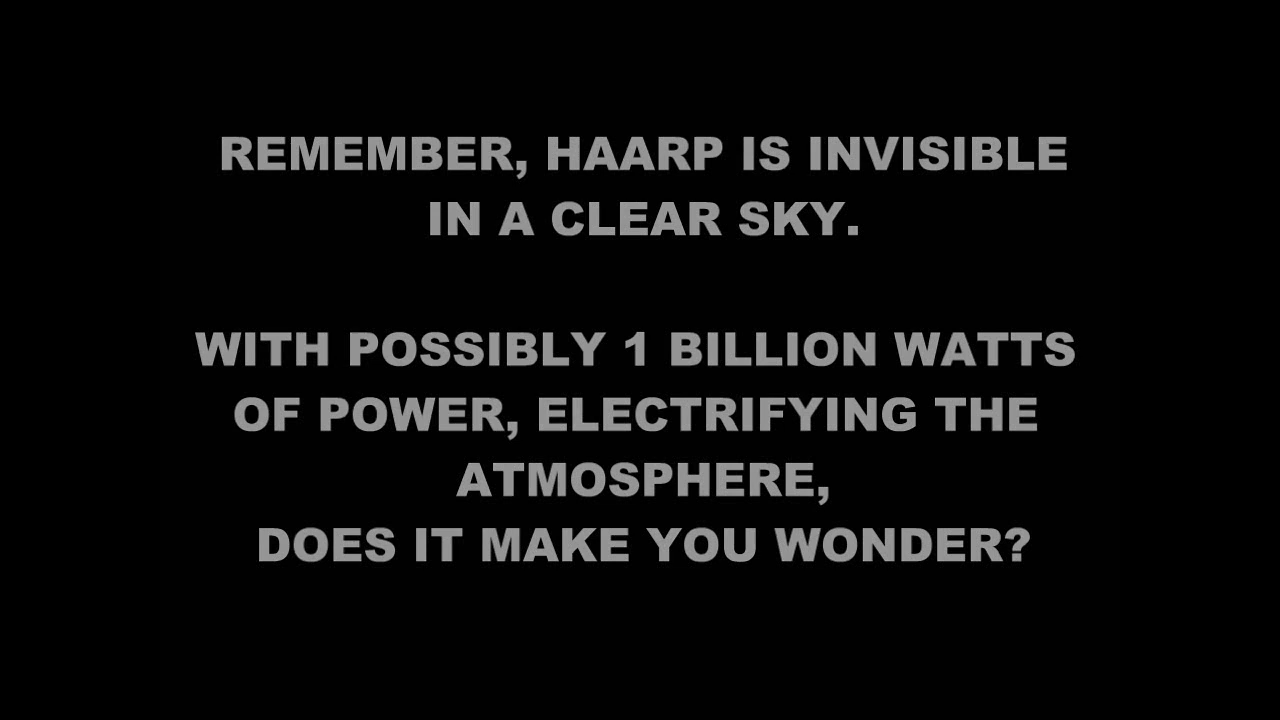 REMEMBER, HAARP IS INVISIBLE
IN A CLEAR SKY.
WITH POSSIBLY 1 BILLION WATTS
OF POWER, ELECTRIFYING THE
ATMOSPHERE,
DOES IT MAKE YOU WONDER?